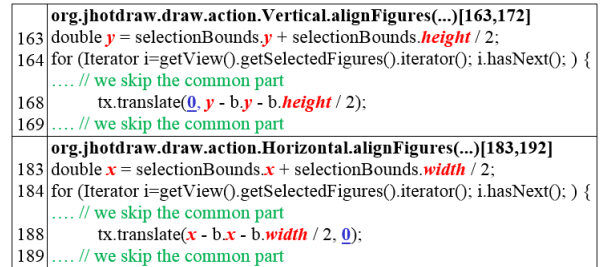 org.jhotdraw.draw.action.Vertical.alignFigures(...)[163,172]
163 double y = selectionBounds.y + selectionBounds.height / 2;
164 for (Iterator i=getView().getSelectedFigures().iterator(); i.hasNext(); ) {
.... // we skip the common part
168 tx.translate(0, y - b.y - b.height / 2);
169 .... // we skip the common part
org.jhotdraw.draw.action.Horizontal.alignFigures(...)[183,192]
183 double x = selectionBounds.x + selectionBounds.width / 2;
184 for (Iterator i=getView().getSelectedFigures().iterator(); i.hasNext(); ) {
.... // we skip the common part
188 tx.translate(x - b.x - b.width / 2, 0);
189 .... // we skip the common part